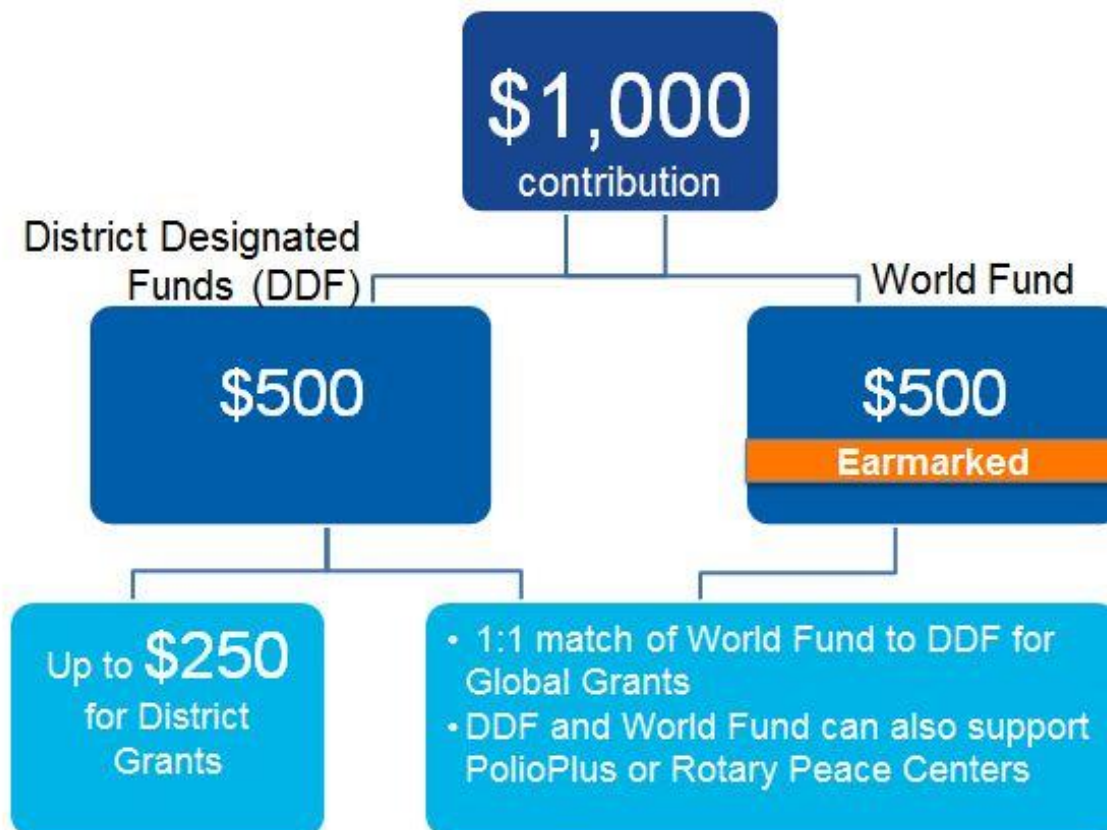 $1,000
contribution
District Designated
Funds (DDF)
World Fund
$500
$500
Earmarked
Up to $250
for District
Grants
• 1:1 match of World Fund to DDF for
Global Grants
• DDF and World Fund can also support
PolioPlus or Rotary Peace Centers